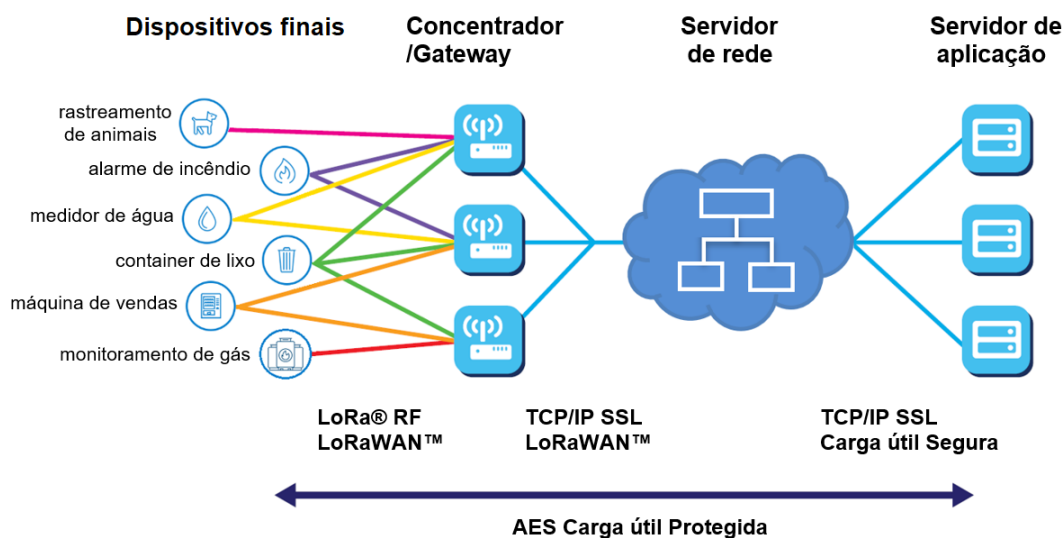 Dispositivos finais
Concentrador
/Gateway
Servidor
de rede
Servidor de
aplicação
rastreamento
de animais
alarme de incêndio
medidor de água
container de lixo
máquina de vendas
monitoramento de gás
LoRa® RF
LoRaWAN™
TCP/IP SSL
LoRaWAN™
TCP/IP SSL
Carga útil Segura
AES Carga útil Protegida